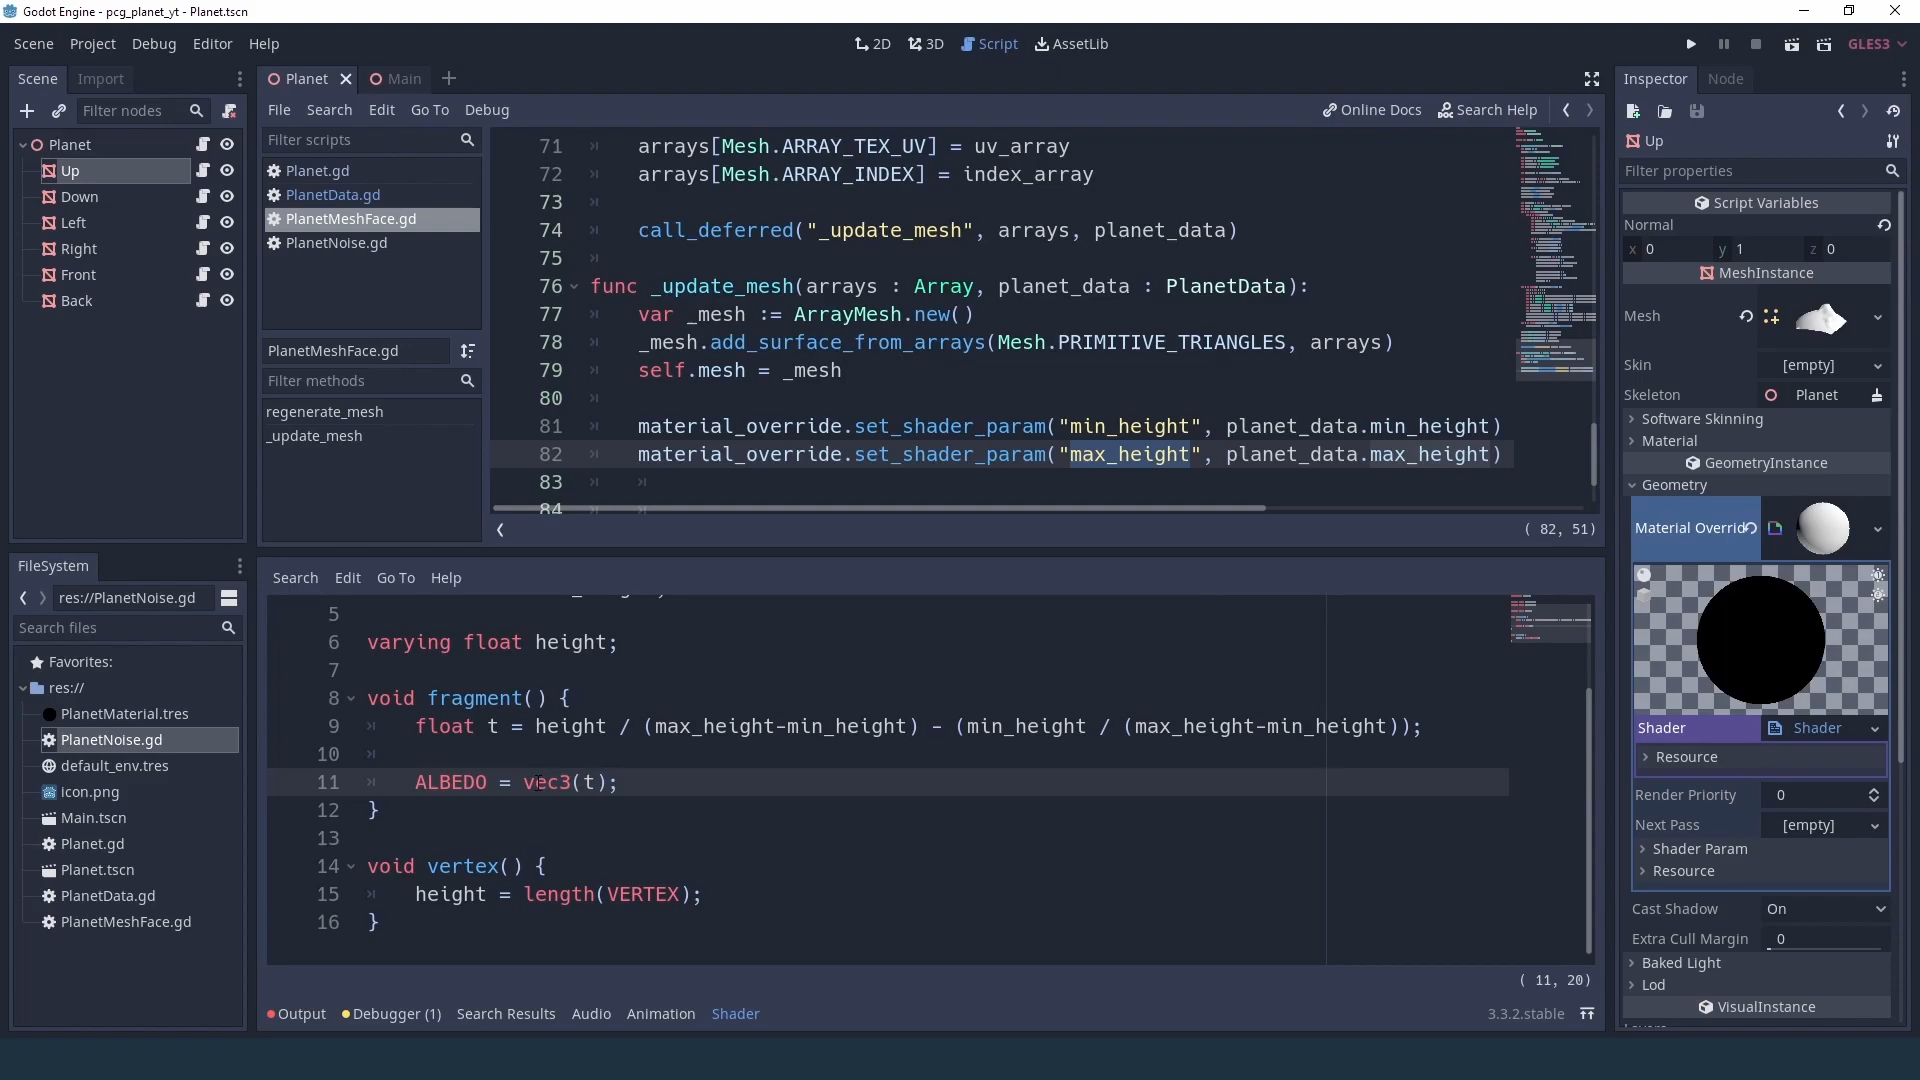 Godot Engine - pcg_planet_yt - Planet.tscn
Scene Project Debug Editor Help
2D 3D Script AssetLib
GLES3
Scene Import
Filter nodes
Planet
Up
Down
Left
Right
Front
Back
FileSystem
res://PlanetNoise.gd
Search files
Favorites:
res://
PlanetMaterial.tres
PlanetNoise.gd
default_env.tres
icon.png
Main.tscn
Planet.gd
Planet.tscn
PlanetData.gd
PlanetMeshFace.gd
Planet Main
File Search Edit Go To Debug
Online Docs Search Help
Filter scripts
Planet.gd
PlanetData.gd
PlanetMeshFace.gd
PlanetNoise.gd
PlanetMeshFace.gd
Filter methods
regenerate_mesh
_update_mesh
71 arrays[Mesh.ARRAY_TEX_UV] = uv_array
72 arrays[Mesh.ARRAY_INDEX] = index_array
73
74 call_deferred("_update_mesh", arrays, planet_data)
75
76 func _update_mesh(arrays : Array, planet_data : PlanetData):
77 var _mesh := ArrayMesh.new()
78 _mesh.add_surface_from_arrays(Mesh.PRIMITIVE_TRIANGLES, arrays)
79 self.mesh = _mesh
80
81 material_override.set_shader_param("min_height", planet_data.min_height)
82 material_override.set_shader_param("max_height", planet_data.max_height)
83
84
( 82, 51)
Search Edit Go To Help
5
6 varying float height;
7
8 void fragment() {
9 float t = height / (max_height-min_height) - (min_height / (max_height-min_height));
10
11 ALBEDO = vec3(t);
12 }
13
14 void vertex() {
15 height = length(VERTEX);
16 }
( 11, 20)
Output Debugger (1) Search Results Audio Animation Shader 3.3.2.stable
Inspector Node
Up
Filter properties
Script Variables
Normal
x 0 y 1 z 0
MeshInstance
Mesh
Skin [empty]
Skeleton Planet
Software Skinning
Material
GeometryInstance
Geometry
Material Overrid
Shader Shader
Resource
Render Priority 0
Next Pass [empty]
Shader Param
Resource
Cast Shadow On
Extra Cull Margin 0
Baked Light
Lod
VisualInstance